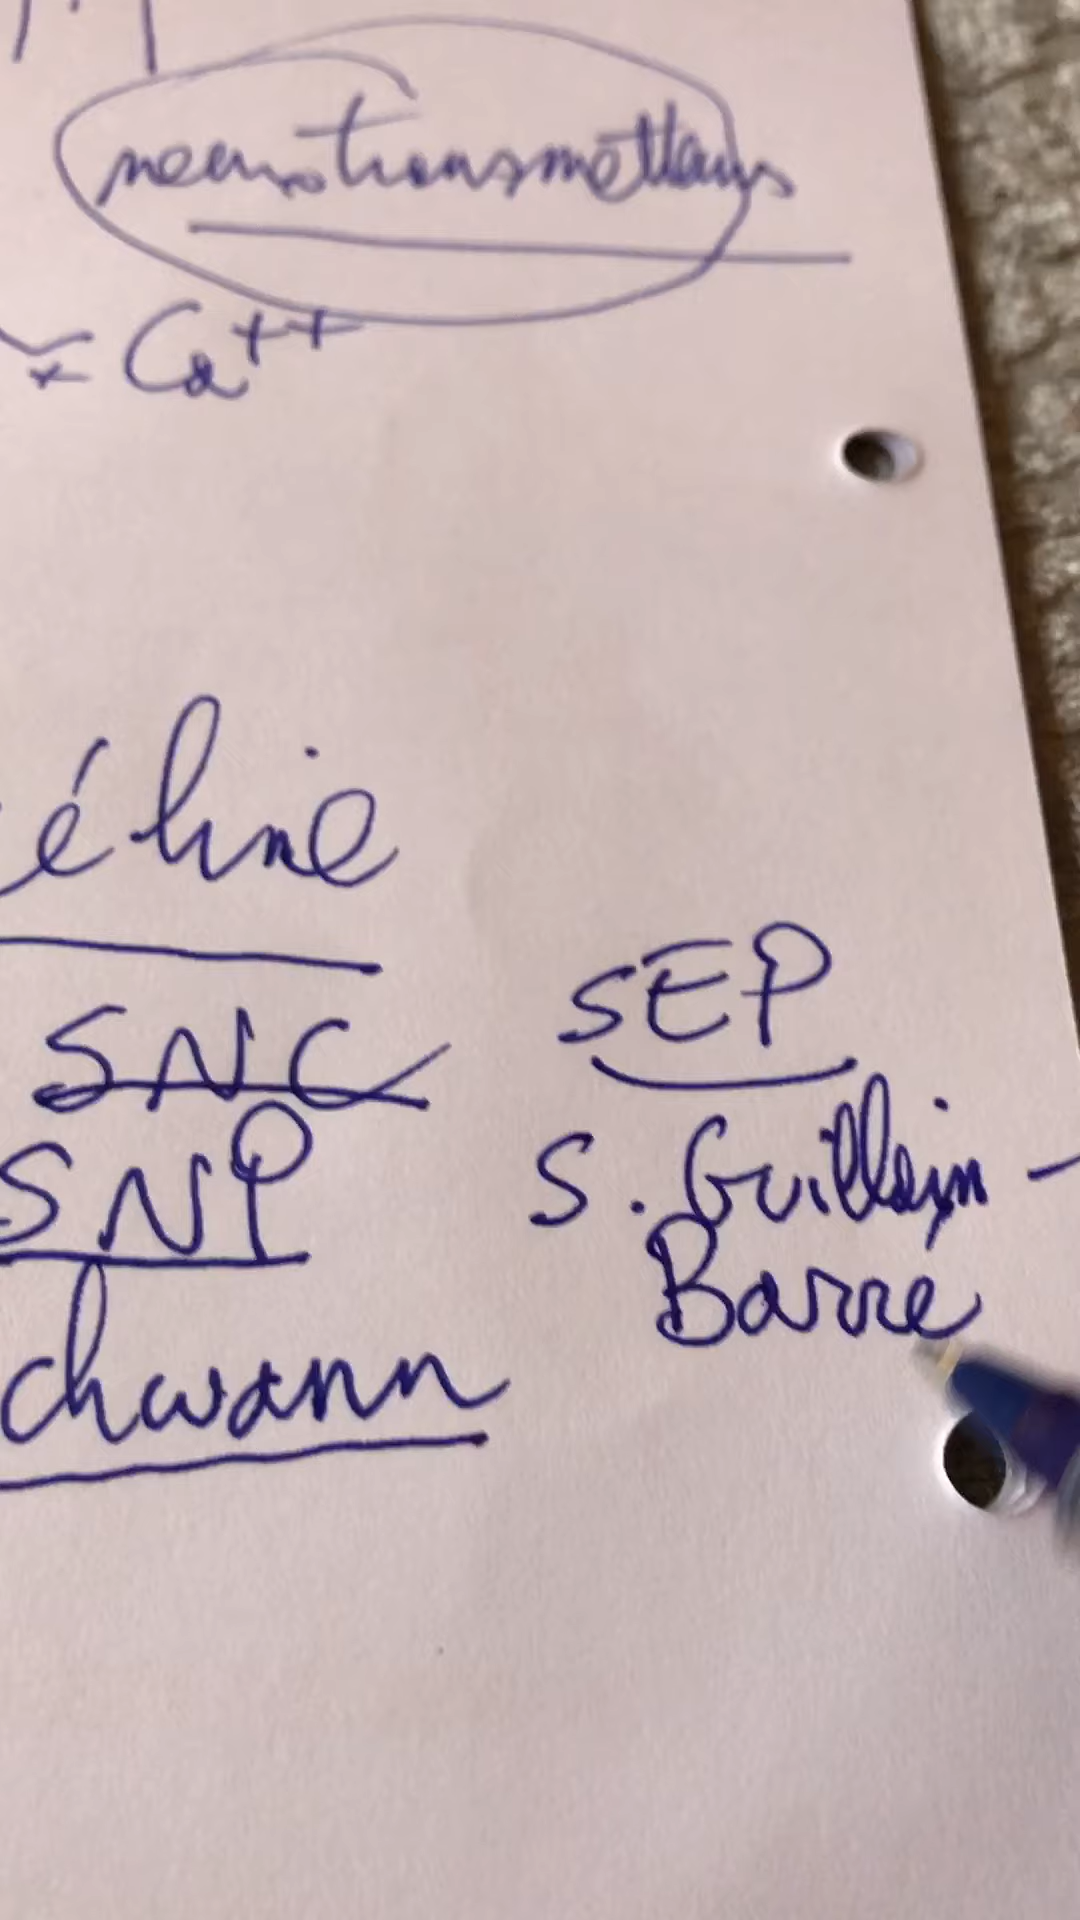 neurotransmetteurs
Ca++
éline
SNC SEP
SNP S. Guillain -
Barré
chwann